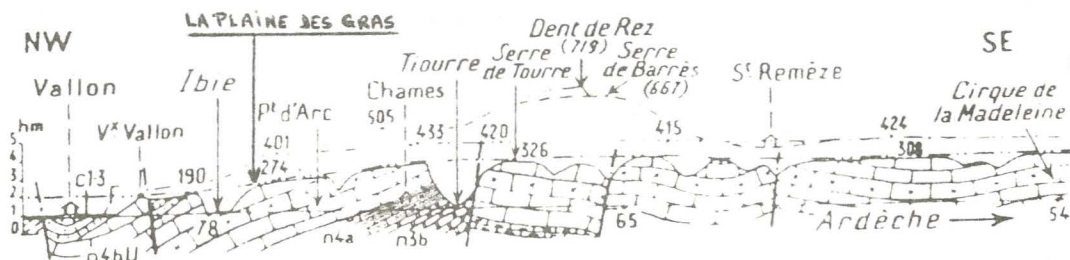 LA PLAINE DES GRAS
NW
SE
Dent de Rez
(719)
Serre
de Tourre
Serre
de Barrès
(667)
Tiourre
St Remèze
Vallon
Ibie
Vx Vallon
Pt d'Arc
Chames
505
Cirque de
la Madeleine
hm
5
4
3
2
1
0
401
274
433
420
326
415
424
308
190
C1-3
78
65
54
Ardèche
n4bU
n4a
n3b